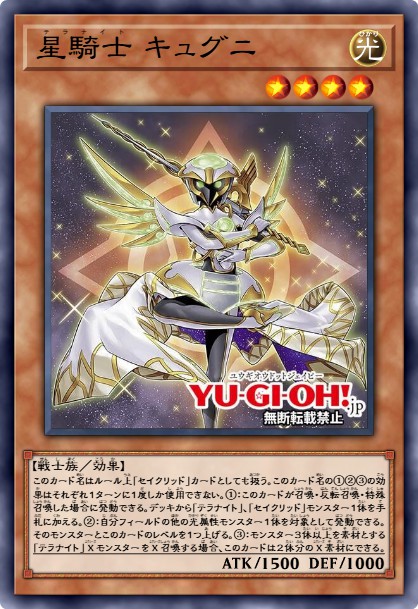 テラナイト
星騎士 キュグニ
ひかり
光
ユウギオウドットジェイピー
YU-GI-OH!.jp
無断転載禁止
【戦士族／効果】
このカード名はルール上「セイクリッド」カードとしても扱う。このカード名の①②③の効
果はそれぞれ1ターンに1度しか使用できない。①：このカードが召喚・反転召喚・特殊
召喚した場合に発動できる。デッキから「テラナイト」、「セイクリッド」モンスター1体を手
札に加える。②：自分フィールドの他の光属性モンスター1体を対象として発動できる。
そのモンスターとこのカードのレベルを1つ上げる。③：モンスター3体以上を素材とする
「テラナイト」Xモンスターを X召喚する場合、このカードは2体分のX素材にできる。
ATK/1500 DEF/1000